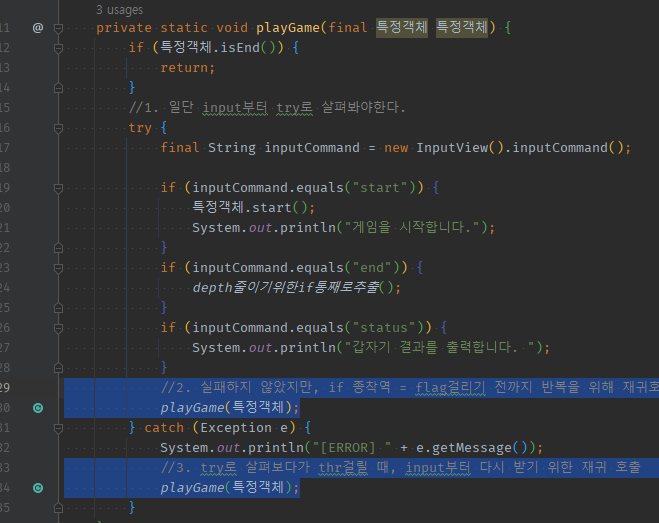 3 usages
11 @ private static void playGame(final 특정객체 특정객체) {
12 if (특정객체.isEnd()) {
13 return;
14 }
15 //1. 일단 input부터 try로 살펴봐야한다.
16 try {
17 final String inputCommand = new InputView().inputCommand();
18
19 if (inputCommand.equals("start")) {
20 특정객체.start();
21 System.out.println("게임을 시작합니다.");
22 }
23 if (inputCommand.equals("end")) {
24 depth줄이기위한if통째로추출();
25 }
26 if (inputCommand.equals("status")) {
27 System.out.println("갑자기 결과를 출력합니다. ");
28 }
29 //2. 실패하지 않았지만, if 종착역 = flag걸리기 전까지 반복을 위해 재귀호
30 playGame(특정객체);
31 } catch (Exception e) {
32 System.out.println("[ERROR] " + e.getMessage());
33 //3. try로 살펴보다가 thr걸릴 때, input부터 다시 받기 위한 재귀 호출
34 playGame(특정객체);
35 }